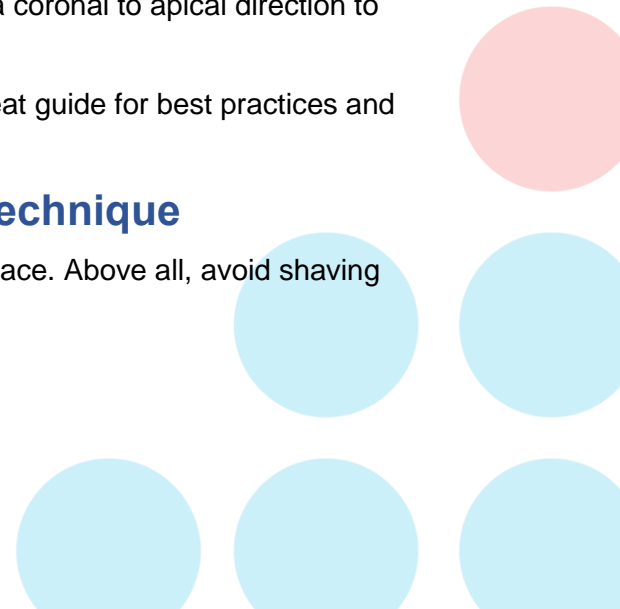 a coronal to apical direction to
eat guide for best practices and
echnique
ace. Above all, avoid shaving